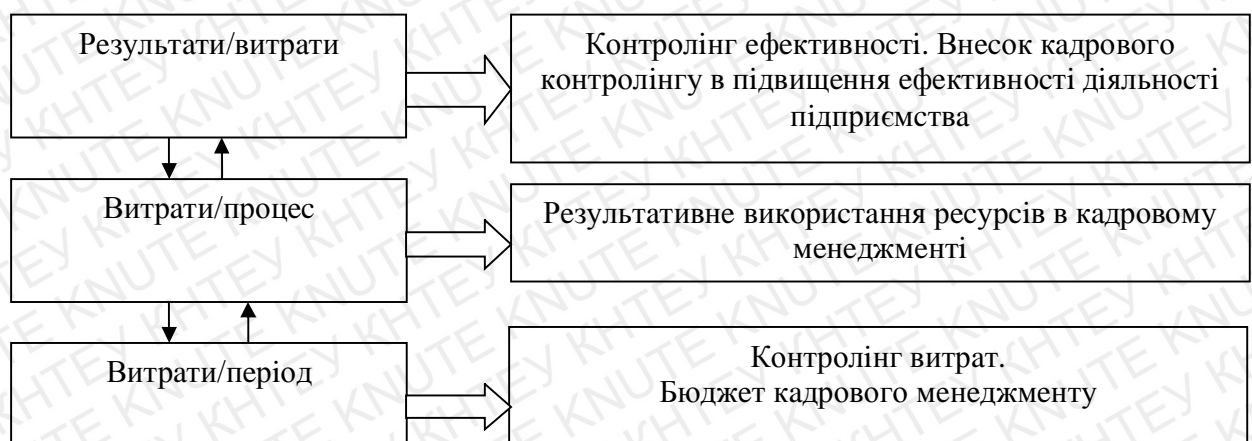 Результати/витрати
Контролінг ефективності. Внесок кадрового
контролінгу в підвищення ефективності діяльності
підприємства
Витрати/процес
Результативне використання ресурсів в кадровому
менеджменті
Витрати/період
Контролінг витрат.
Бюджет кадрового менеджменту